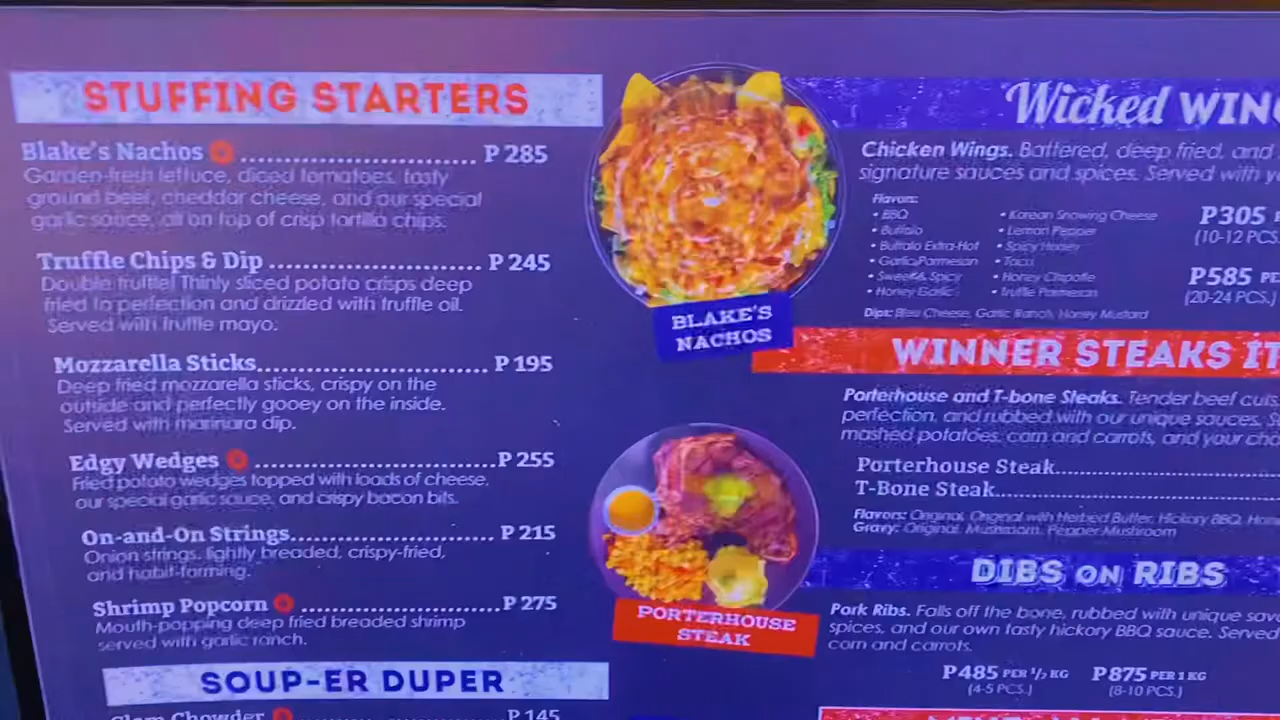 STUFFING STARTERS
Blake's Nachos ........................ P 285
Garden-fresh lettuce, diced tomatoes, tasty
ground beef, cheddar cheese, and our special
garlic sauce, all on top of crisp tortilla chips.
Truffle Chips & Dip ........................ P 245
Double truffle! Thinly sliced potato crisps deep
fried to perfection and drizzled with truffle oil.
Served with truffle mayo.
Mozzarella Sticks........................ P 195
Deep fried mozzarella sticks, crispy on the
outside and perfectly gooey on the inside.
Served with marinara dip.
Edgy Wedges ........................P 255
Fried potato wedges topped with loads of cheese,
our special garlic sauce, and crispy bacon bits.
On-and-On Strings........................ P 215
Onion strings, lightly breaded, crispy-fried,
and habit-forming.
Shrimp Popcorn ........................P 275
Mouth-popping deep fried breaded shrimp
served with garlic ranch.
SOUP-ER DUPER
Clam Chowder P 145
BLAKE'S
NACHOS
PORTERHOUSE
STEAK
Wicked WING
Chicken Wings. Battered, deep fried, and
signature sauces and spices. Served with
Flavors:
• BBQ
• Buffalo
• Buffalo Extra-Hot
• Garlic Parmesan
• Sweet & Spicy
• Honey Garlic
• Korean Snowing Cheese
• Lemon Pepper
• Spicy Honey
• Taco
• Honey Chipotle
• Truffle Parmesan
P305
(10-12 PCS.
P585 PE
(20-24 PCS.)
Dips: Bleu Cheese, Garlic Ranch, Honey Mustard
WINNER STEAKS IT
Porterhouse and T-bone Steaks. Tender beef cuts,
perfection, and rubbed with our unique sauces. S
mashed potatoes, corn and carrots, and your cho
Porterhouse Steak........................
T-Bone Steak........................
Flavors: Original, Original with Herbed Butter, Hickory BBQ,
Gravy: Original, Mushroom, Pepper-Mushroom
DIBS ON RIBS
Pork Ribs. Falls off the bone, rubbed with unique
spices, and our own tasty hickory BBQ sauce. Served
corn and carrots.
P485 PER 1/2 KG P875 PER 1 KG
(4-5 PCS.) (8-10 PCS.)